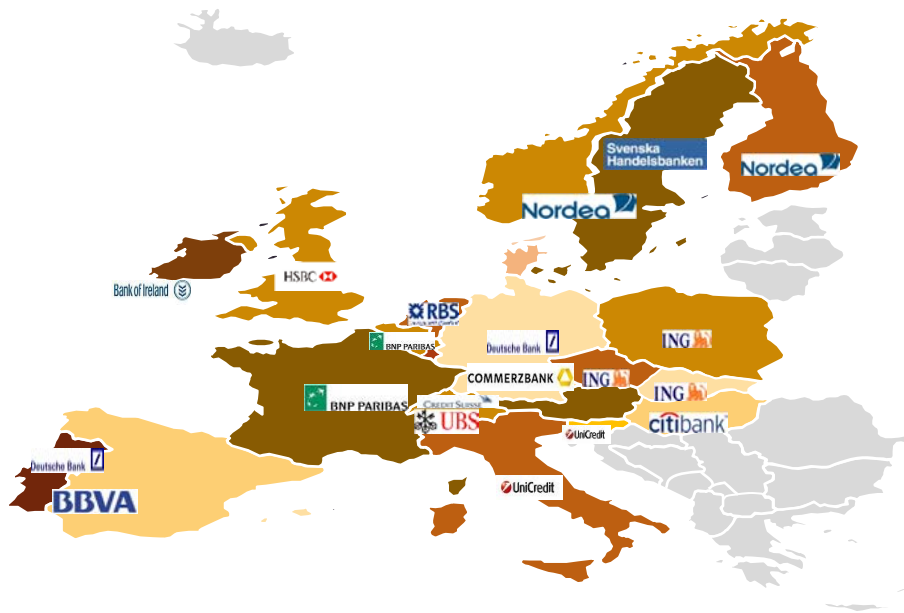 Svenska
Handelsbanken
Nordea
Nordea
HSBC
Bank of Ireland
RBS
BNP PARIBAS
Deutsche Bank
ING
COMMERZBANK
ING
ING
BNP PARIBAS
CREDIT SUISSE
UBS
citibank
UniCredit
Deutsche Bank
UniCredit
BBVA